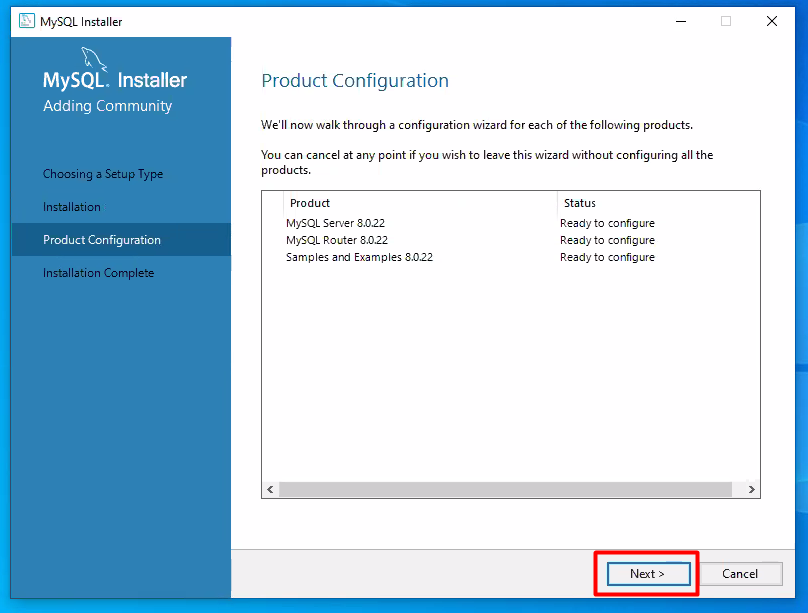 MySQL Installer
MySQL. Installer
Adding Community
Choosing a Setup Type
Installation
Product Configuration
Installation Complete
Product Configuration
We'll now walk through a configuration wizard for each of the following products.
You can cancel at any point if you wish to leave this wizard without configuring all the
products.
Product Status
MySQL Server 8.0.22 Ready to configure
MySQL Router 8.0.22 Ready to configure
Samples and Examples 8.0.22 Ready to configure
Next > Cancel